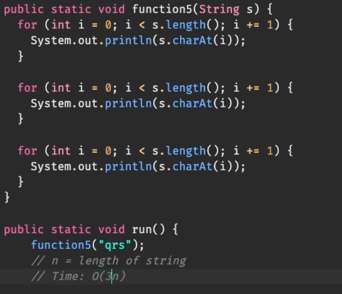 public static void function5(String s) {
  for (int i = 0; i < s.length(); i += 1) {
    System.out.println(s.charAt(i));
  }

  for (int i = 0; i < s.length(); i += 1) {
    System.out.println(s.charAt(i));
  }

  for (int i = 0; i < s.length(); i += 1) {
    System.out.println(s.charAt(i));
  }
}

public static void run() {
    function5("qrs");
    // n = length of string
    // Time: O(3n)